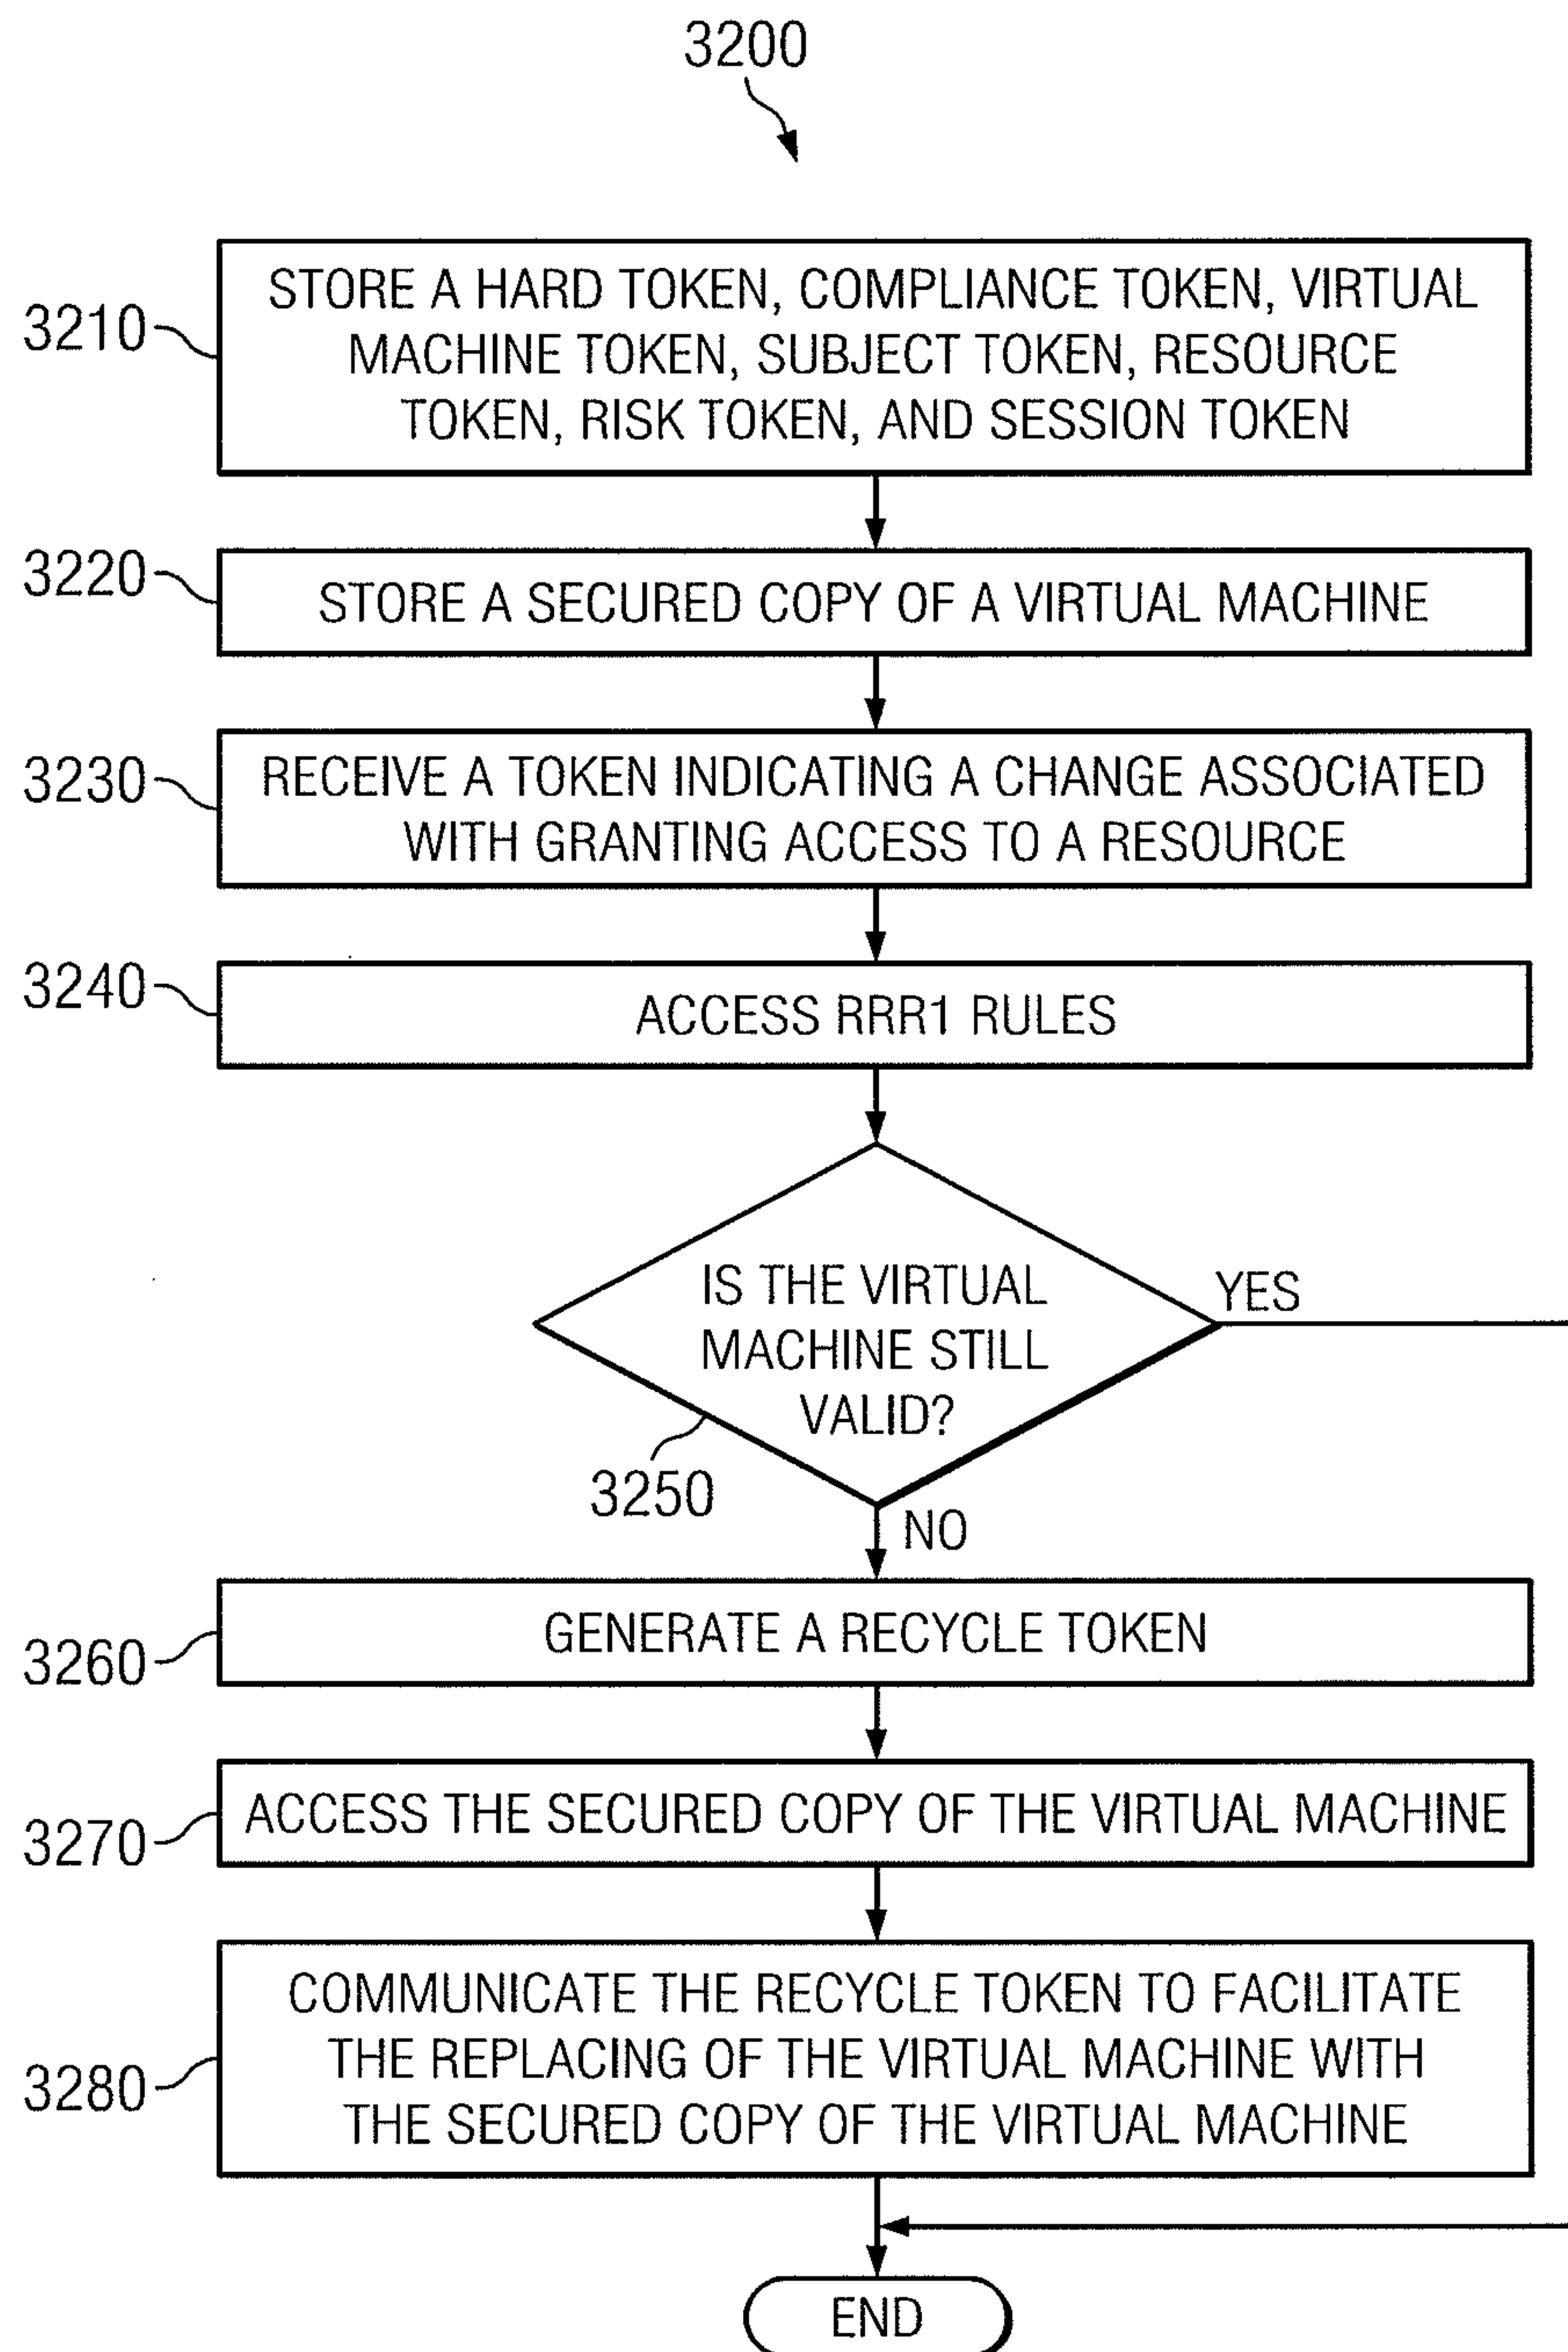 3200
3210
STORE A HARD TOKEN, COMPLIANCE TOKEN, VIRTUAL
MACHINE TOKEN, SUBJECT TOKEN, RESOURCE
TOKEN, RISK TOKEN, AND SESSION TOKEN
3220
STORE A SECURED COPY OF A VIRTUAL MACHINE
3230
RECEIVE A TOKEN INDICATING A CHANGE ASSOCIATED
WITH GRANTING ACCESS TO A RESOURCE
3240
ACCESS RRR1 RULES
IS THE VIRTUAL
MACHINE STILL
VALID?
YES
3250
NO
3260
GENERATE A RECYCLE TOKEN
3270
ACCESS THE SECURED COPY OF THE VIRTUAL MACHINE
3280
COMMUNICATE THE RECYCLE TOKEN TO FACILITATE
THE REPLACING OF THE VIRTUAL MACHINE WITH
THE SECURED COPY OF THE VIRTUAL MACHINE
END